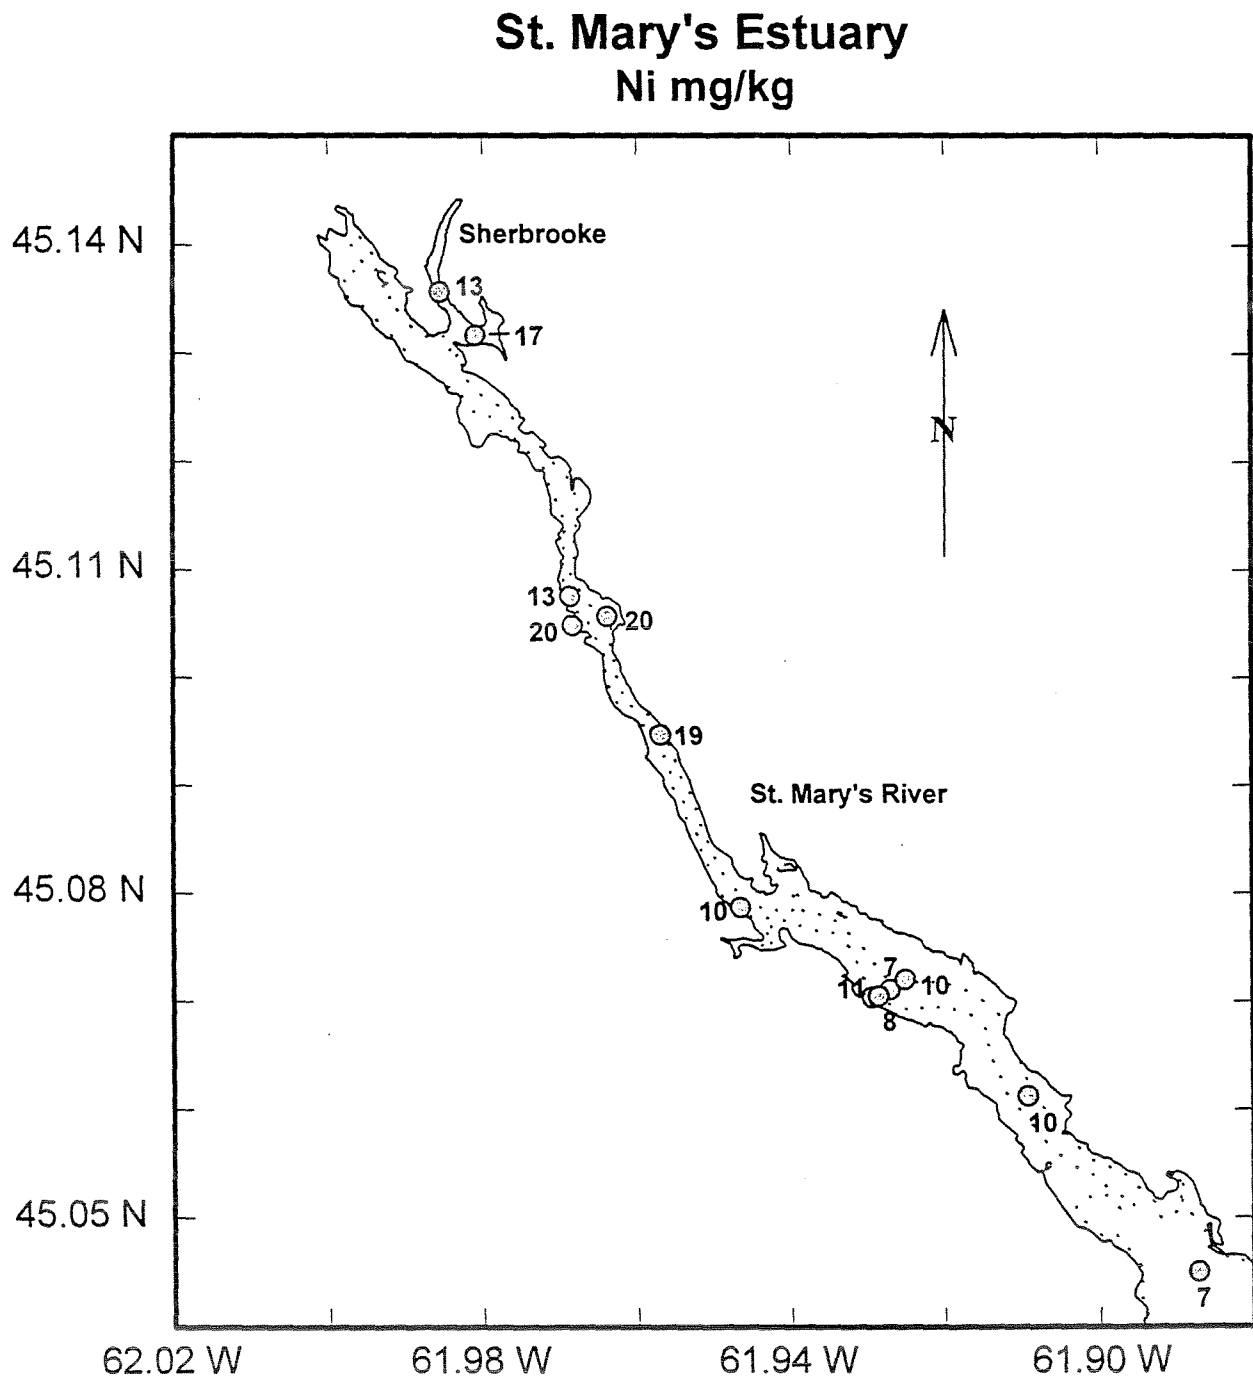 St. Mary's Estuary
Ni mg/kg
45.14 N
Sherbrooke
13
17
N
45.11 N
13
20
20
19
St. Mary's River
45.08 N
10
7
10
11
8
10
45.05 N
7
62.02 W
61.98 W
61.94 W
61.90 W